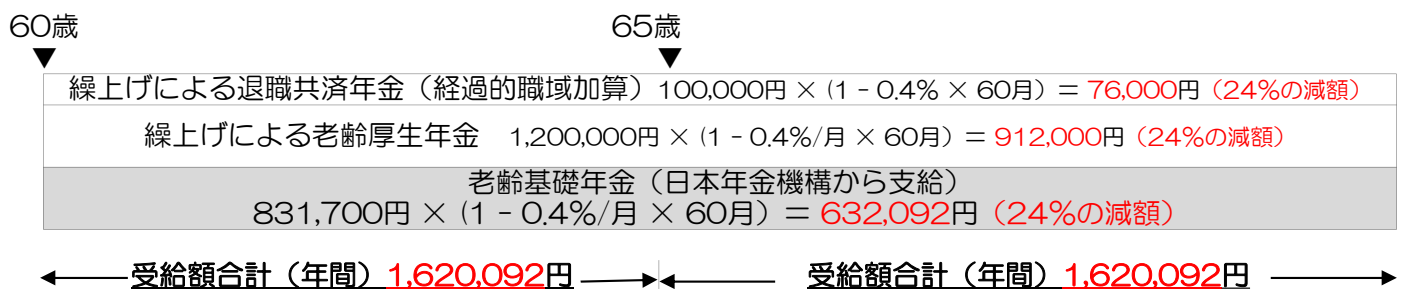 60歳 65歳
▼ ▼
繰上げによる退職共済年金（経過的職域加算）100,000円 × (1 - 0.4% × 60月) = 76,000円（24%の減額）
繰上げによる老齢厚生年金 1,200,000円 × (1 - 0.4%/月 × 60月) = 912,000円（24%の減額）
老齢基礎年金（日本年金機構から支給）
831,700円 × (1 - 0.4%/月 × 60月) = 632,092円（24%の減額）
受給額合計（年間）1,620,092円 受給額合計（年間）1,620,092円